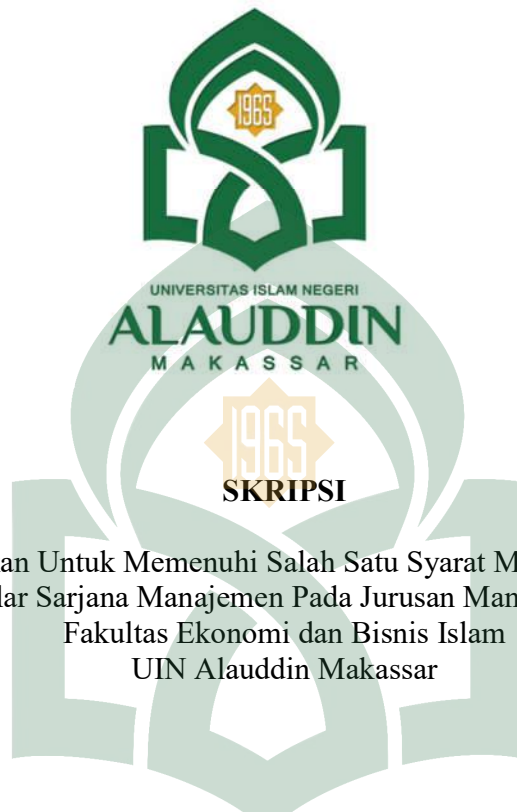 1965
UNIVERSITAS ISLAM NEGERI
ALAUDDIN
MAKASSAR
1965
SKRIPSI
an Untuk Memenuhi Salah Satu Syarat M
lar Sarjana Manajemen Pada Jurusan Man
Fakultas Ekonomi dan Bisnis Islam
UIN Alauddin Makassar